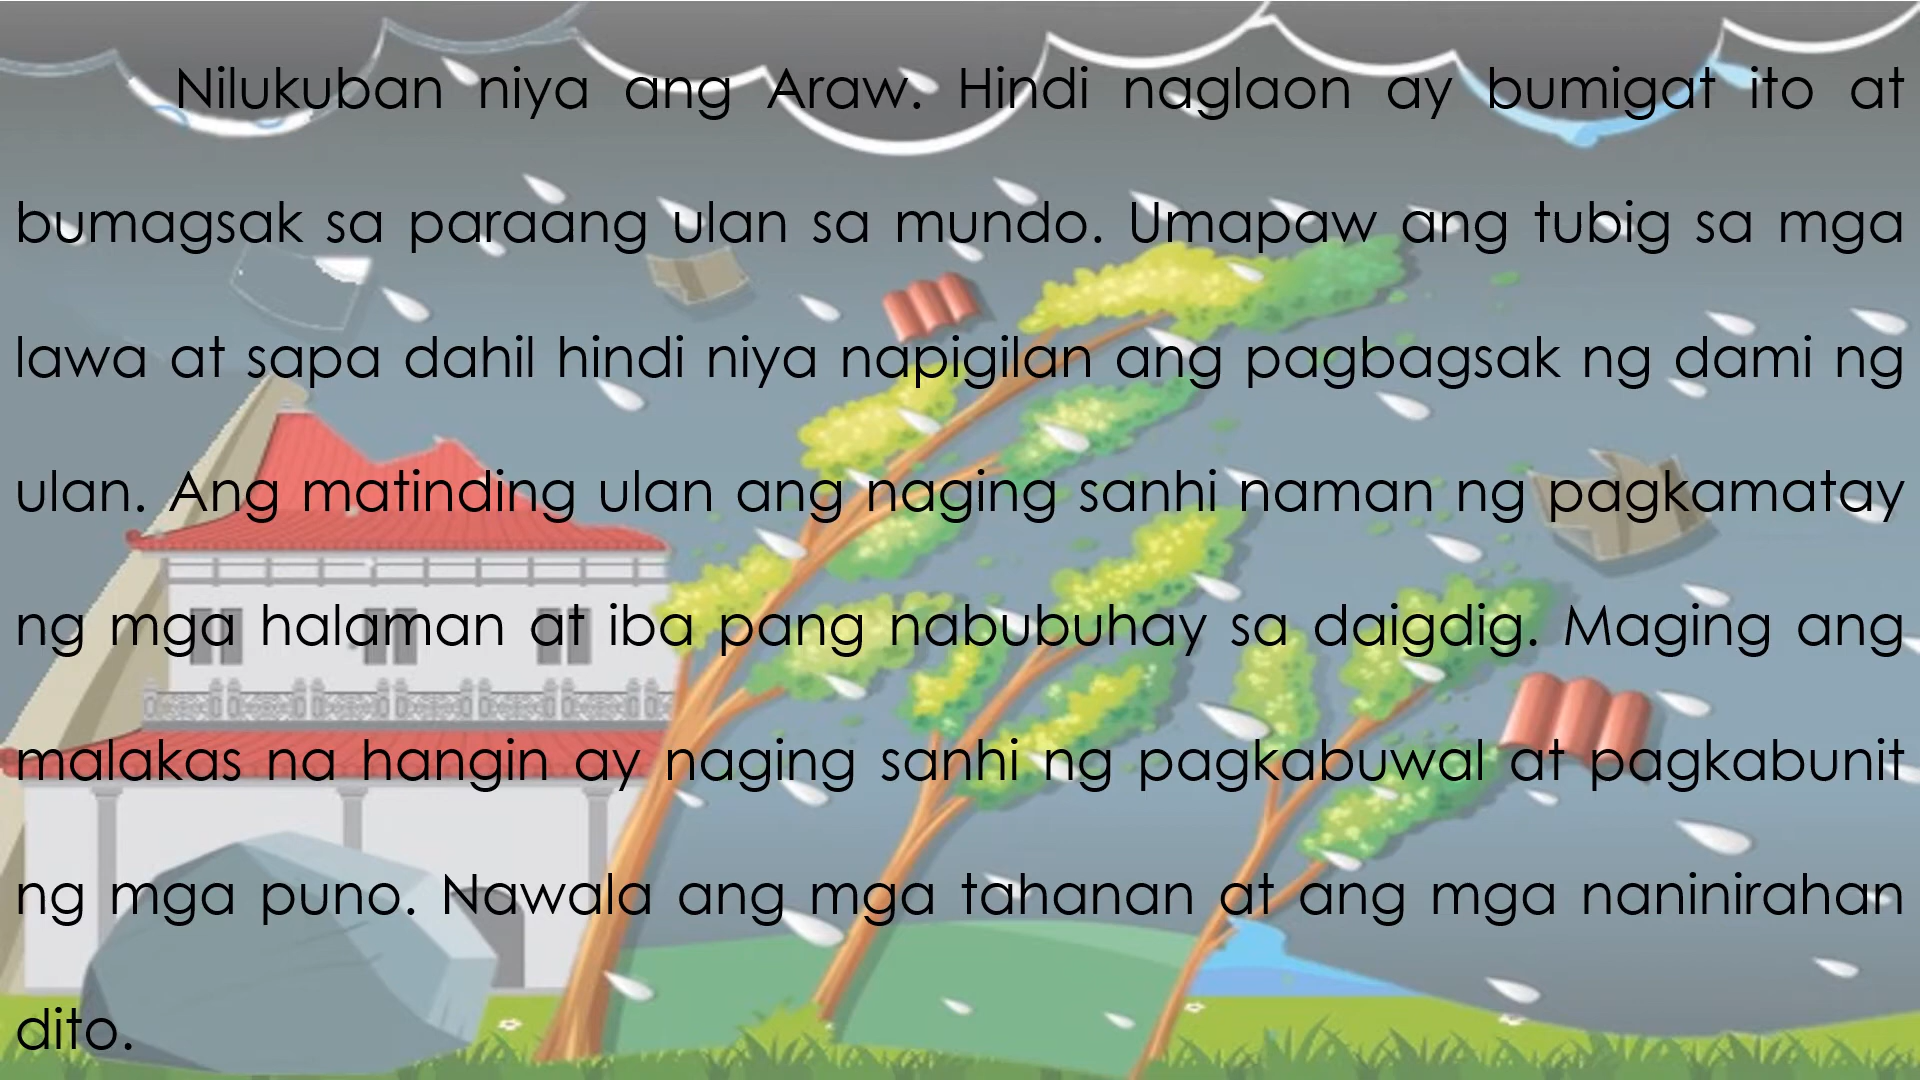 Nilukuban niya ang Araw. Hindi naglaon ay bumigat ito at
bumagsak sa paraang ulan sa mundo. Umapaw ang tubig sa mga
lawa at sapa dahil hindi niya napigilan ang pagbagsak ng dami ng
ulan. Ang matinding ulan ang naging sanhi naman ng pagkamatay
ng mga halaman at iba pang nabubuhay sa daigdig. Maging ang
malakas na hangin ay naging sanhi ng pagkabuwal at pagkabunit
ng mga puno. Nawala ang mga tahanan at ang mga naninirahan
dito.